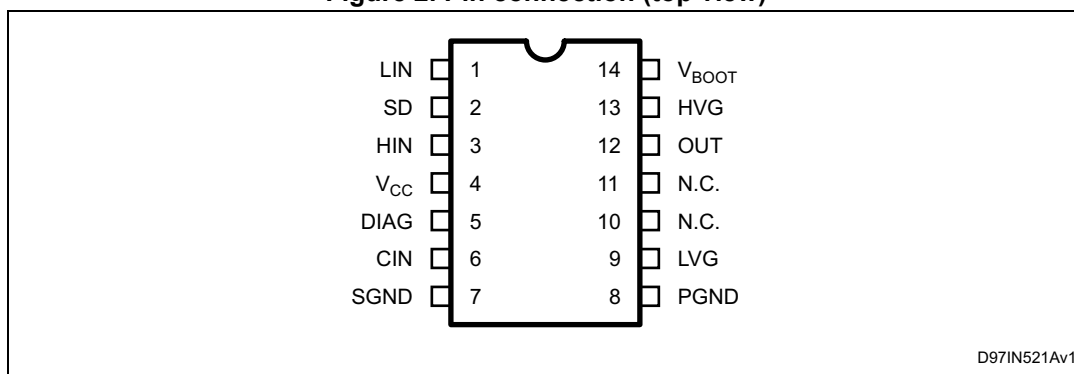 Figure 2. Pin connection (top view)
LIN 1 14 VBOOT
SD 2 13 HVG
HIN 3 12 OUT
VCC 4 11 N.C.
DIAG 5 10 N.C.
CIN 6 9 LVG
SGND 7 8 PGND
D97IN521Av1